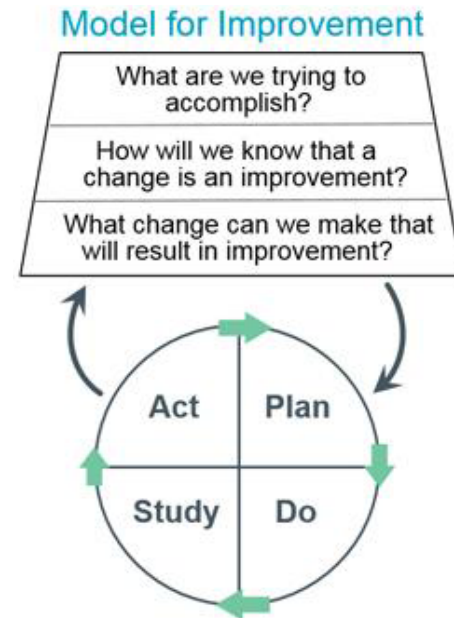 Model for Improvement
What are we trying to
accomplish?
How will we know that a
change is an improvement?
What change can we make that
will result in improvement?
Act
Plan
Study
Do